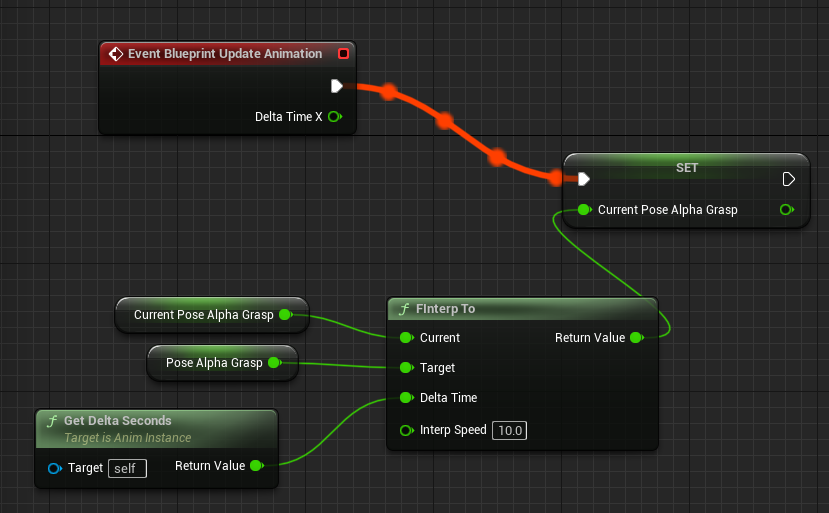 Event Blueprint Update Animation
Delta Time X
SET
Current Pose Alpha Grasp
Current Pose Alpha Grasp
Pose Alpha Grasp
FInterp To
Current
Return Value
Target
Delta Time
Interp Speed 10.0
Get Delta Seconds
Target is Anim Instance
Target self
Return Value